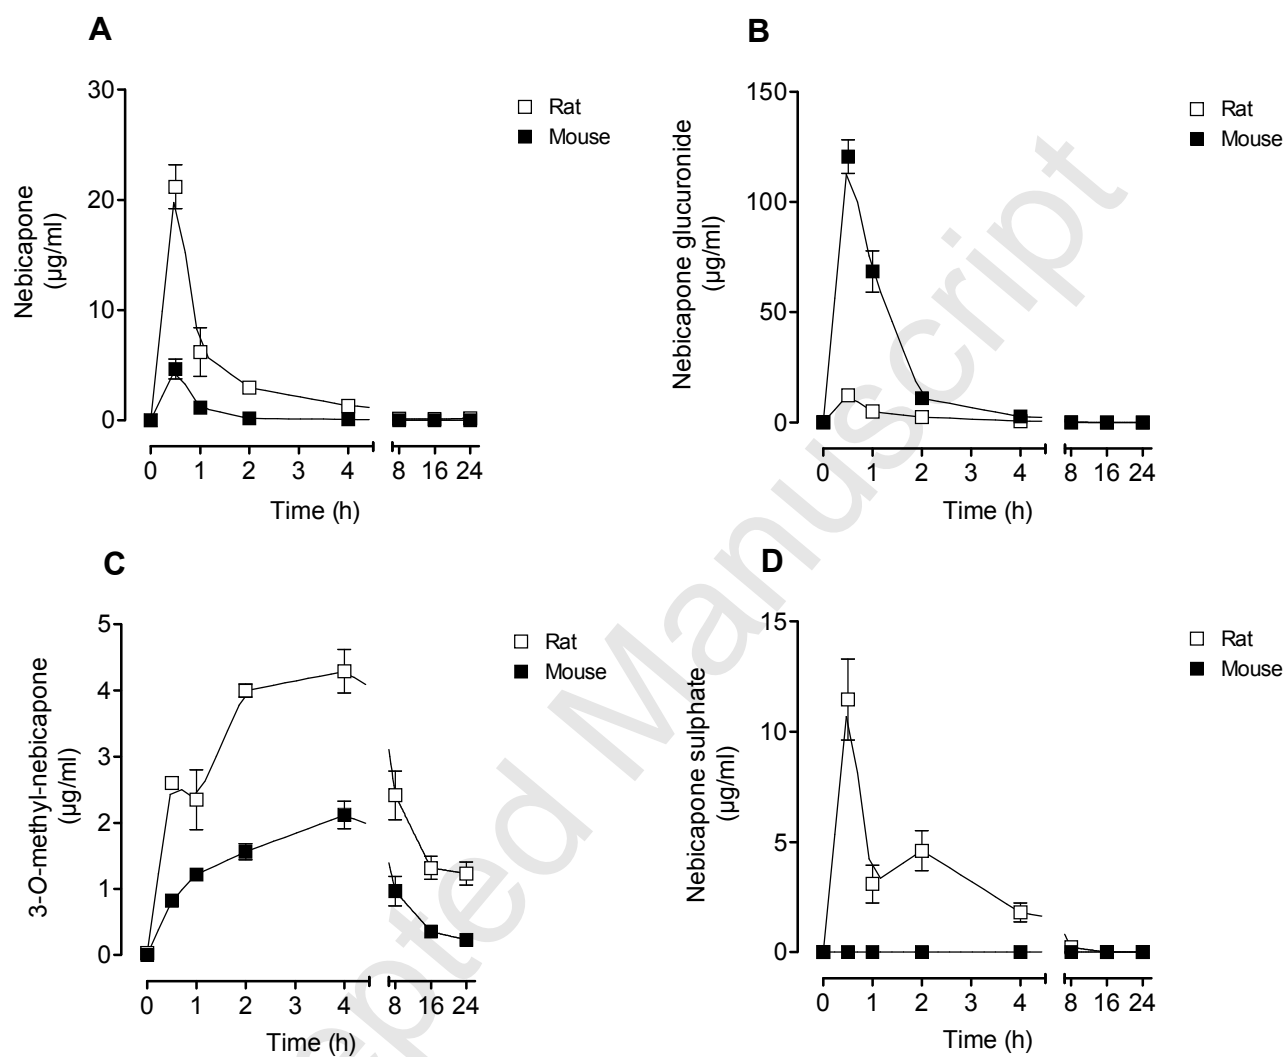 A
30
20
10
0
Nebicapone
(µg/ml)
Rat
Mouse
0 1 2 3 4 8 16 24
Time (h)
B
150
100
50
0
Nebicapone glucuronide
(µg/ml)
Rat
Mouse
0 1 2 3 4 8 16 24
Time (h)
C
5
4
3
2
1
0
3-O-methyl-nebicapone
(µg/ml)
Rat
Mouse
0 1 2 3 4 8 16 24
Time (h)
D
15
10
5
0
Nebicapone sulphate
(µg/ml)
Rat
Mouse
0 1 2 3 4 8 16 24
Time (h)
epted Manuscript